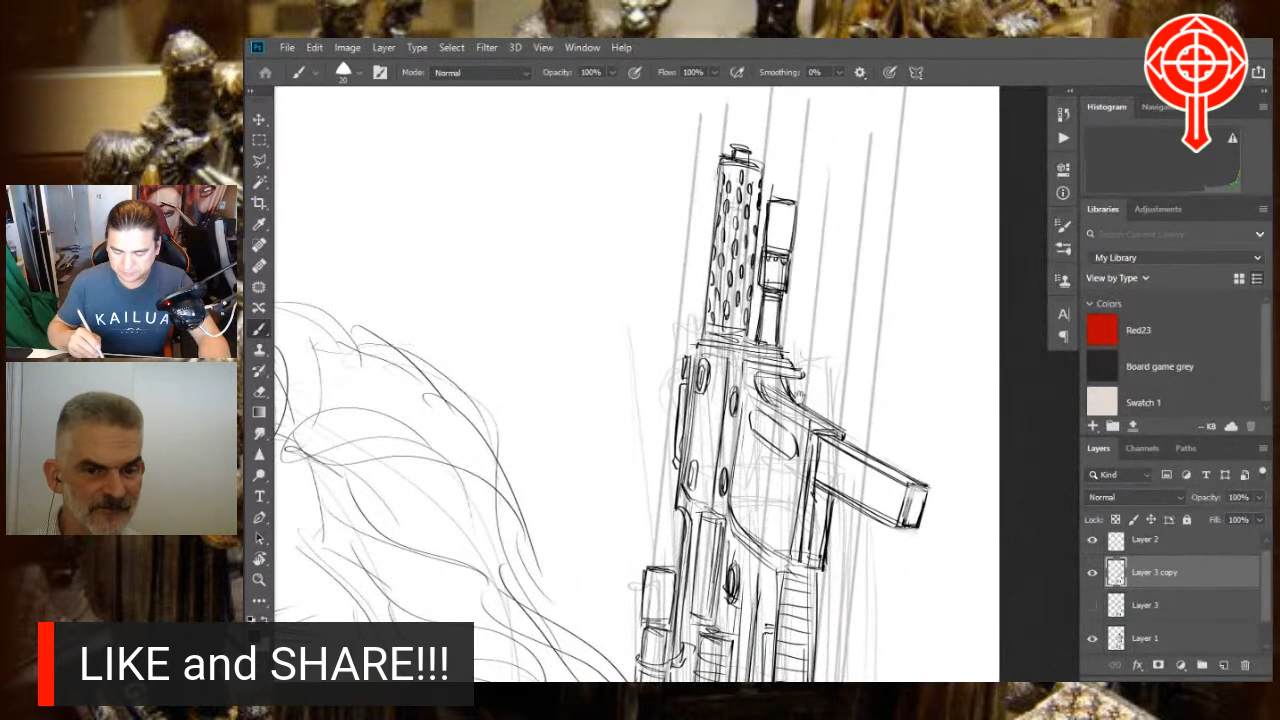 Ps File Edit Image Layer Type Select Filter 3D View Window Help
20 Mode: Normal Opacity: 100% Flow: 100% Smoothing: 0%
Histogram
Libraries Adjustments
My Library
View by Type
Colors
Red23
Board game grey
Swatch 1
-- KB
Layers Channels Paths
Kind
Normal Opacity: 100%
Lock: Fill: 100%
Layer 2
Layer 3 copy
Layer 3
Layer 1
KAILUA
LIKE and SHARE!!!